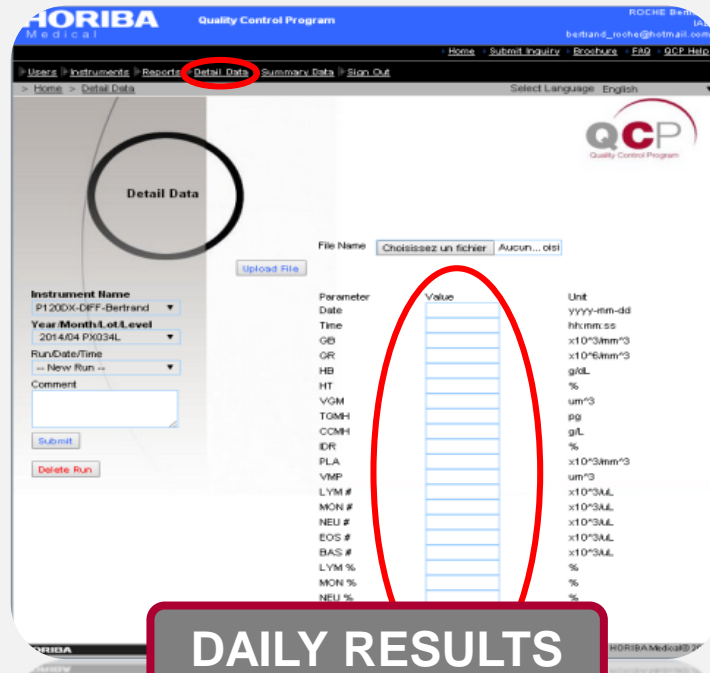 HORIBA
Medical
Quality Control Program
ROCHE
bertrand_roche@hotmail.com
Home Submit Inquiry Brochure FAQ QCP Help
Users Instruments Reports Detail Data Summary Data Sign Out
> Home > Detail Data
Select Language English
QCP
Quality Control Program
Detail Data
File Name Choisissez un fichier Aucun... oisi
Upload File
Instrument Name
P120DX-DIFF-Bertrand
Year/Month/Lot/Level
2014/04 PX034L
Run/Date/Time
-- New Run --
Comment
Submit
Delete Run
Parameter Value Unit
Date yyyy-mm-dd
Time hh:mm:ss
GB x10^3/mm^3
GR x10^6/mm^3
HB g/dL
HT %
VGM um^3
TGMH pg
CCMH g/L
IDR %
PLA x10^3/mm^3
VMP um^3
LYM # x10^3/uL
MON # x10^3/uL
NEU # x10^3/uL
EOS # x10^3/uL
BAS # x10^3/uL
LYM % %
MON % %
NEU % %
DAILY RESULTS
HORIBA
HORIBA Medical©